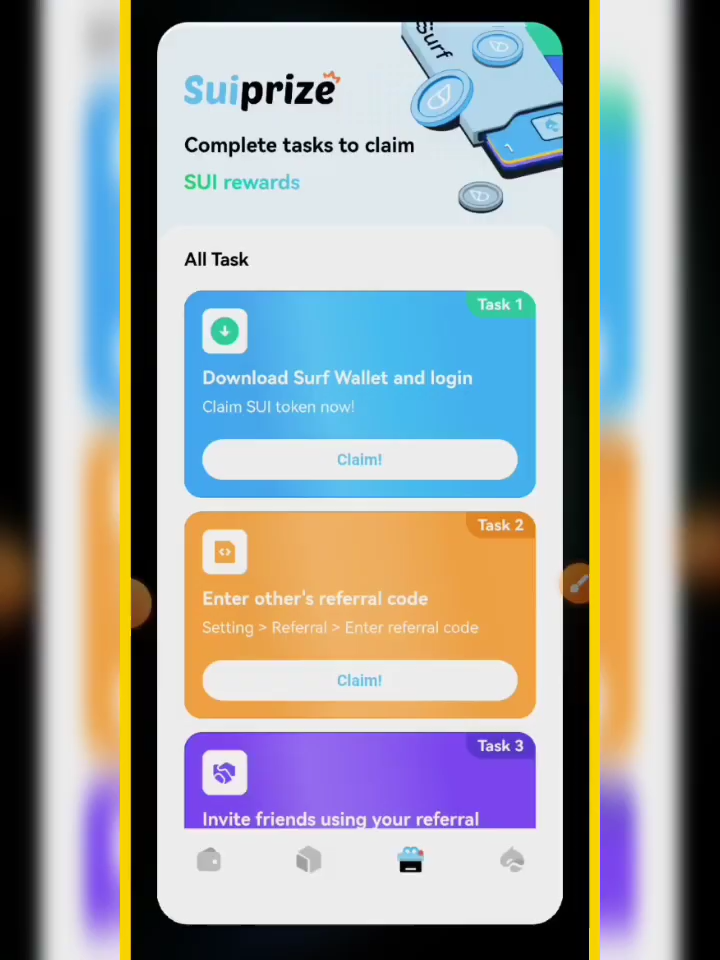 Surf
Suiprize
Complete tasks to claim
SUI rewards
All Task
Task 1
Download Surf Wallet and login
Claim SUI token now!
Claim!
Task 2
Enter other's referral code
Setting > Referral > Enter referral code
Claim!
Task 3
Invite friends using your referral